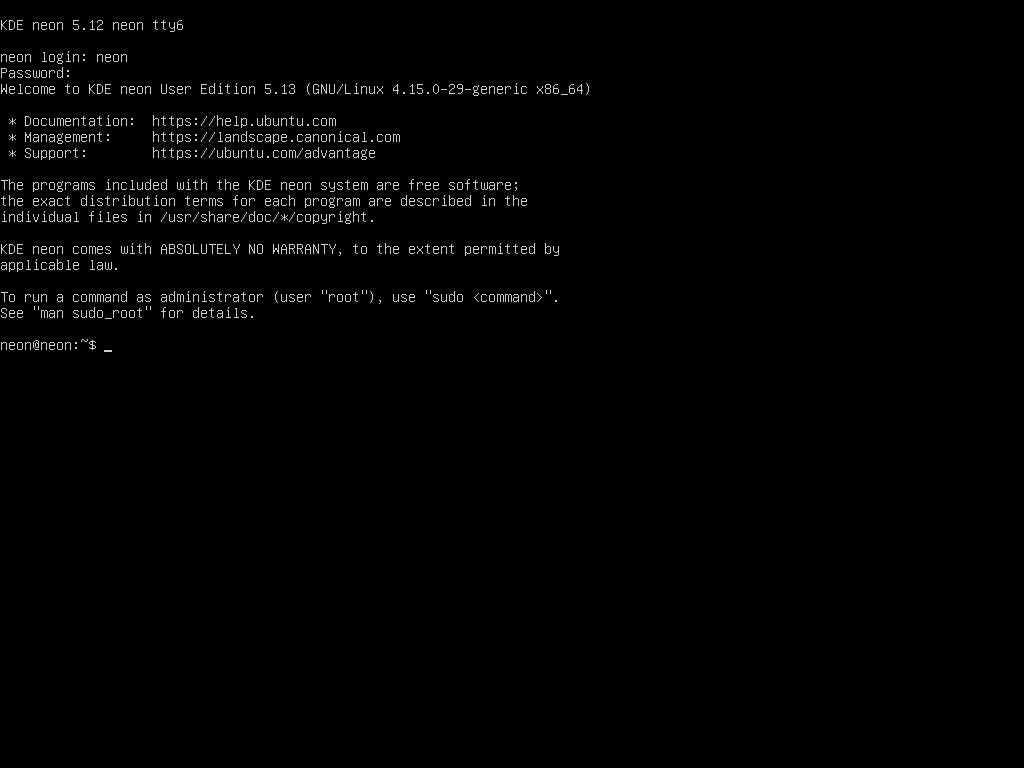 KDE neon 5.12 neon tty6
neon login: neon
Password:
Welcome to KDE neon User Edition 5.13 (GNU/Linux 4.15.0-29-generic x86_64)
* Documentation:  https://help.ubuntu.com
* Management:     https://landscape.canonical.com
* Support:        https://ubuntu.com/advantage
The programs included with the KDE neon system are free software;
the exact distribution terms for each program are described in the
individual files in /usr/share/doc/*/copyright.
KDE neon comes with ABSOLUTELY NO WARRANTY, to the extent permitted by
applicable law.
To run a command as administrator (user "root"), use "sudo <command>".
See "man sudo_root" for details.
neon@neon:~$ _